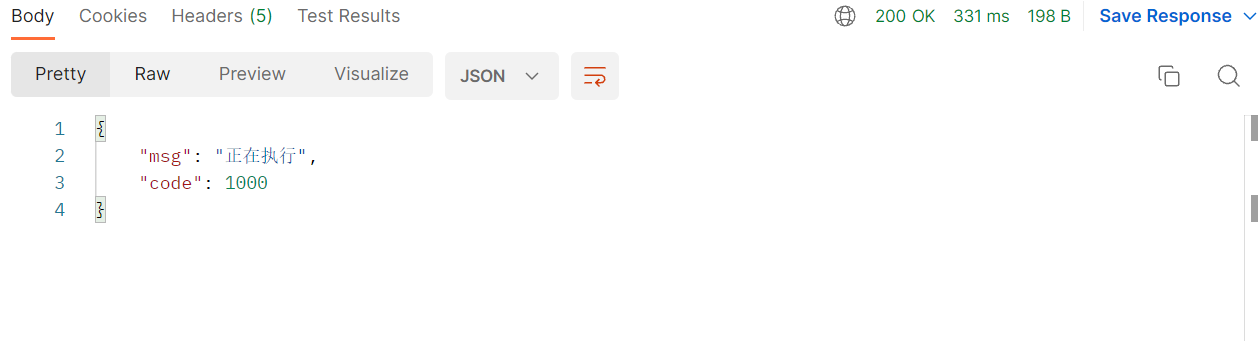 Body Cookies Headers (5) Test Results 200 OK 331 ms 198 B Save Response
Pretty Raw Preview Visualize JSON
1 {
2 "msg": "正在执行",
3 "code": 1000
4 }